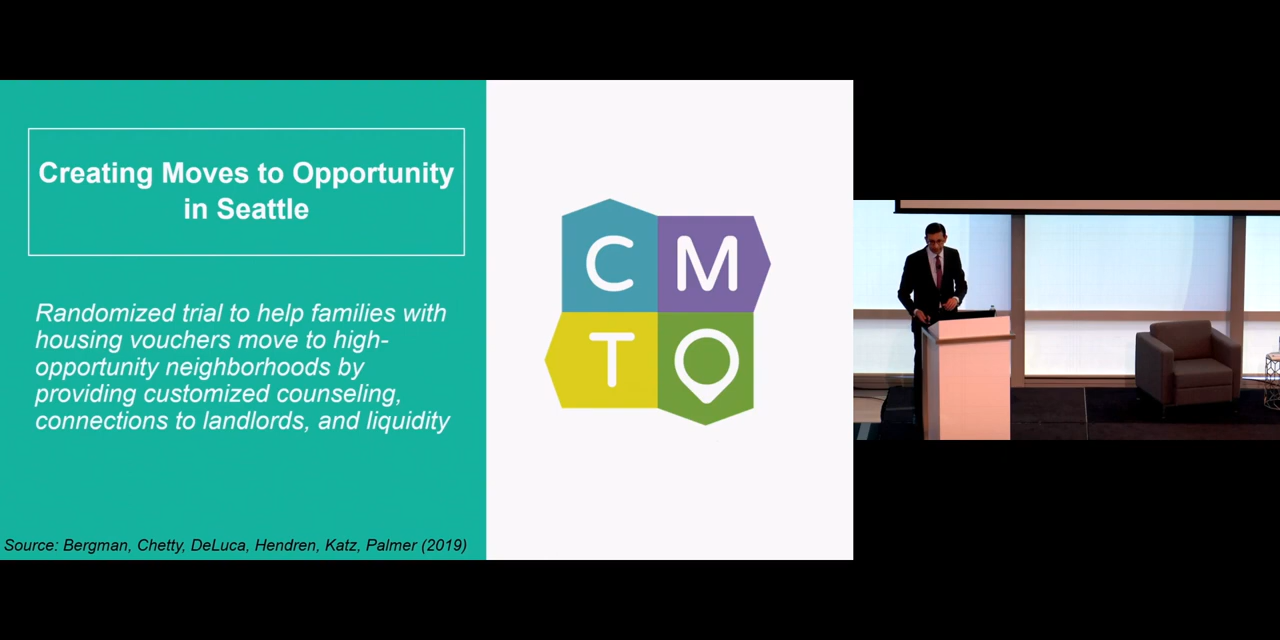 Creating Moves to Opportunity
in Seattle
Randomized trial to help families with
housing vouchers move to high-
opportunity neighborhoods by
providing customized counseling,
connections to landlords, and liquidity
Source: Bergman, Chetty, DeLuca, Hendren, Katz, Palmer (2019)
C M
T O